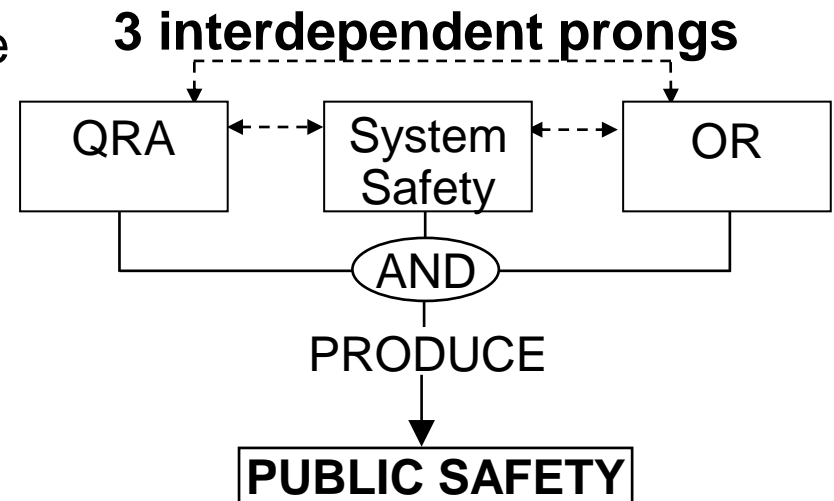 e
3 interdependent prongs
QRA
System
Safety
OR
AND
PRODUCE
PUBLIC SAFETY